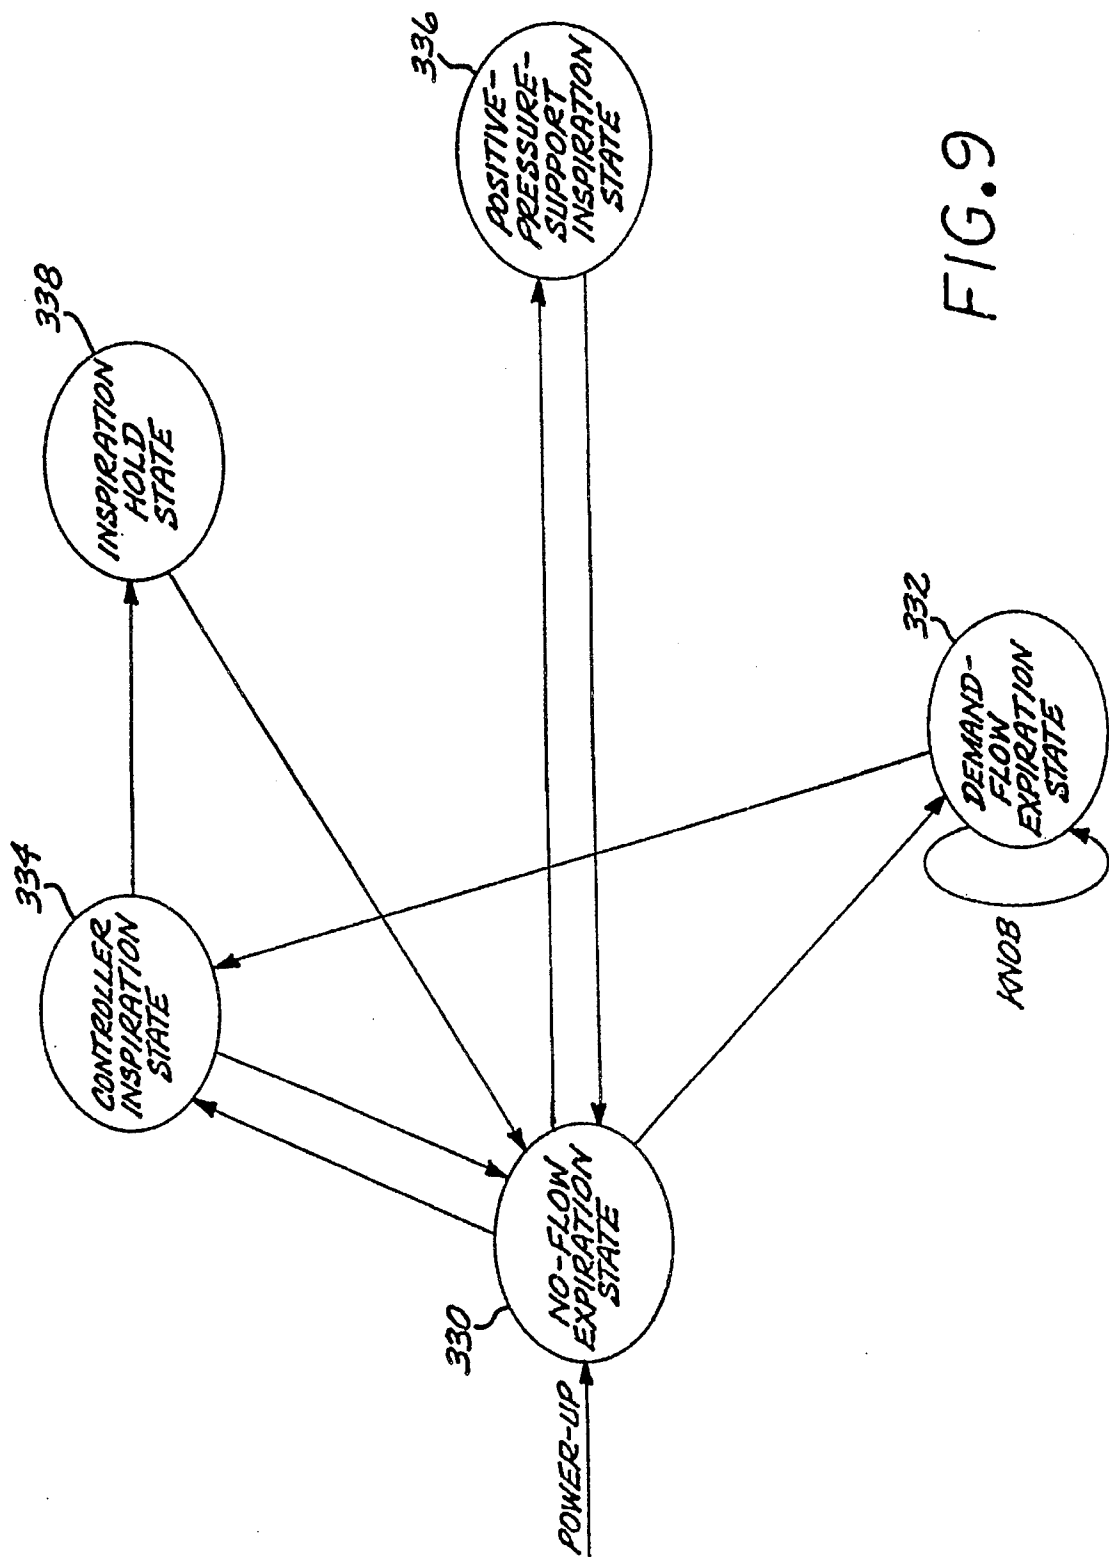 334
CONTROLLER
INSPIRATION
STATE
338
INSPIRATION
HOLD
STATE
336
POSITIVE-
PRESSURE-
SUPPORT
INSPIRATION
STATE
POWER-UP
330
NO-FLOW
EXPIRATION
STATE
332
DEMAND-
FLOW
EXPIRATION
STATE
KNOB
FIG.9